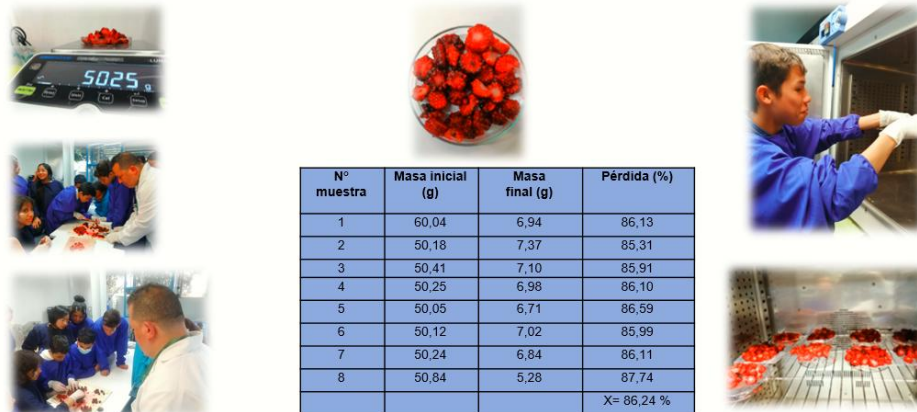 5025 g
N° muestra Masa inicial (g) Masa final (g) Pérdida (%)
1 60,04 6,94 86,13
2 50,18 7,37 85,31
3 50,41 7,10 85,91
4 50,25 6,98 86,10
5 50,05 6,71 86,59
6 50,12 7,02 85,99
7 50,24 6,84 86,11
8 50,84 5,28 87,74
X= 86,24 %